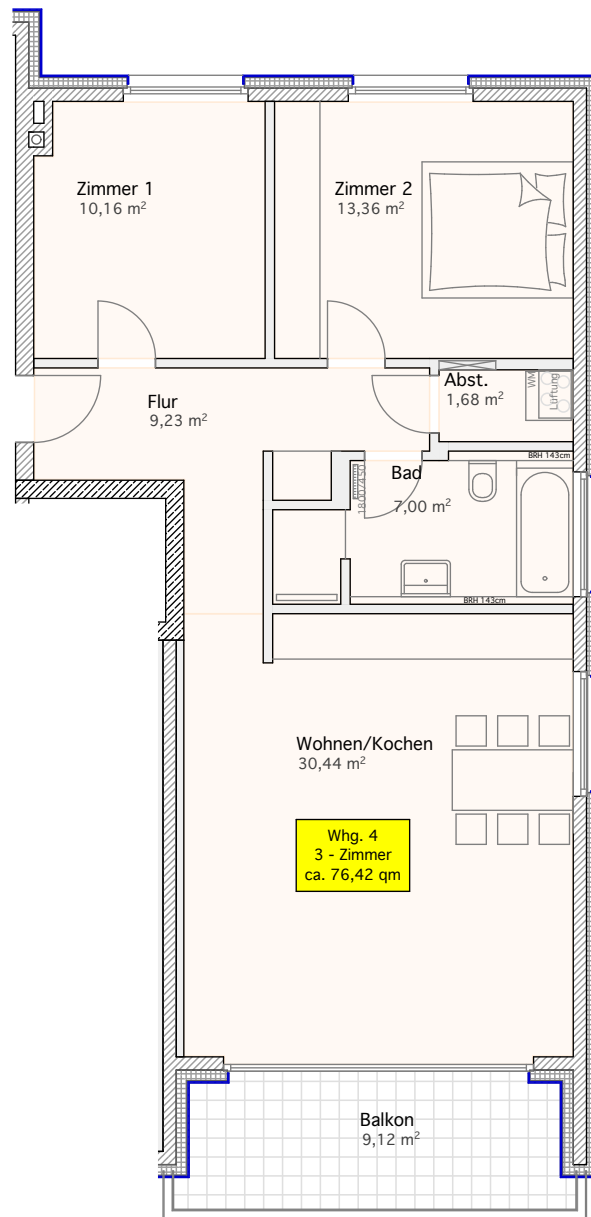 Zimmer 1
10,16 m²
Zimmer 2
13,36 m²
Flur
9,23 m²
Abst.
1,68 m²
WM
Lüftung
BRH 143cm
Bad
7,00 m²
1800/450
BRH 143cm
Wohnen/Kochen
30,44 m²
Whg. 4
3 - Zimmer
ca. 76,42 qm
Balkon
9,12 m²